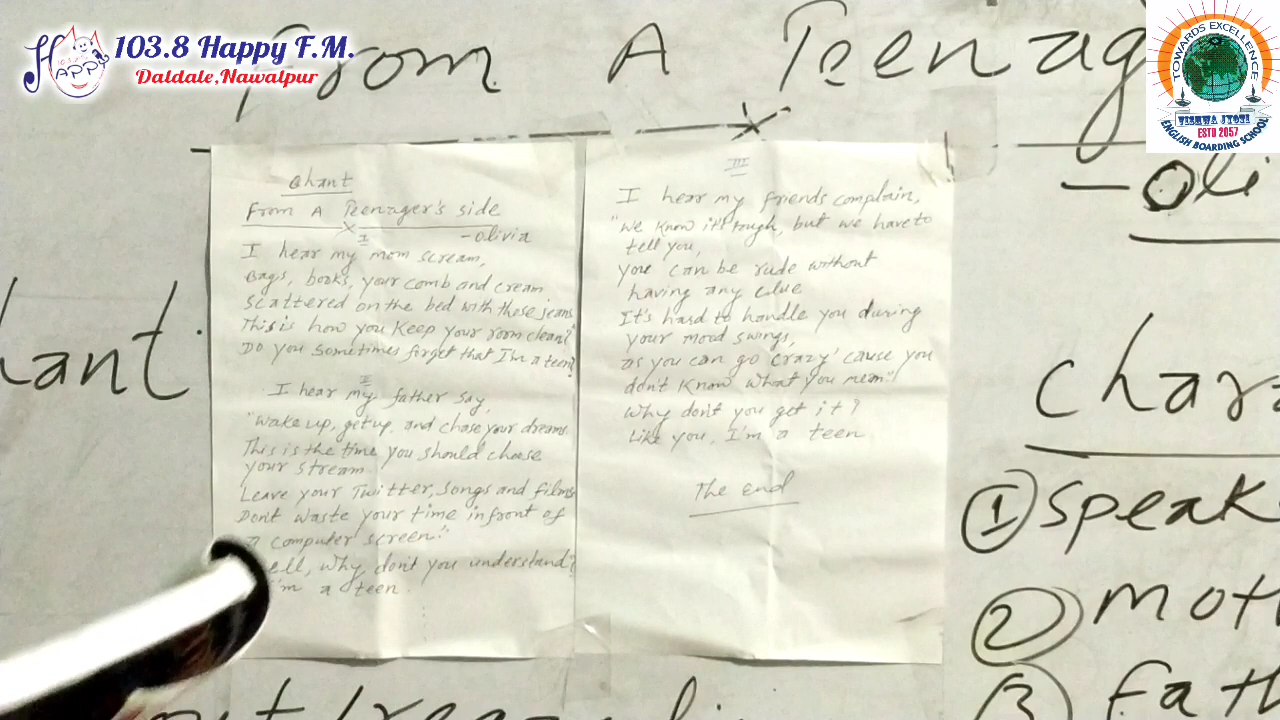 103.8 Happy F.M.
Daldale,Nawalpur
HAPPY
TOWARDS EXCELLENCE
VISHWA JYOTI
ESTD 2057
ENGLISH BOARDING SCHOOL
From A Teenag
-Oli
hant
Chant
From A Teenager's side
-olivia
I
I hear my mom scream,
Bags, books, your comb and cream
scattered on the bed with those jeans
This is how you keep your room clean?"
Do you sometimes forget that I'm a teen?
II
I hear my father say,
"wake up, get up, and chase your dreams
This is the time you should choose
your stream
Leave your Twitter, songs and films
Don't waste your time infront of
a computer screen."
ell, why don't you understand?
I'm a teen.
III
I hear my friends complain,
"we know it's tough, but we have to
tell you,
you can be rude without
having any clue
It's hard to handle you during
your mood swings,
as you can go crazy 'cause you
don't know what you mean"!
why don't you get it?
Like you, I'm a teen
The End
Chara
① Speak
② moth
③ Fath